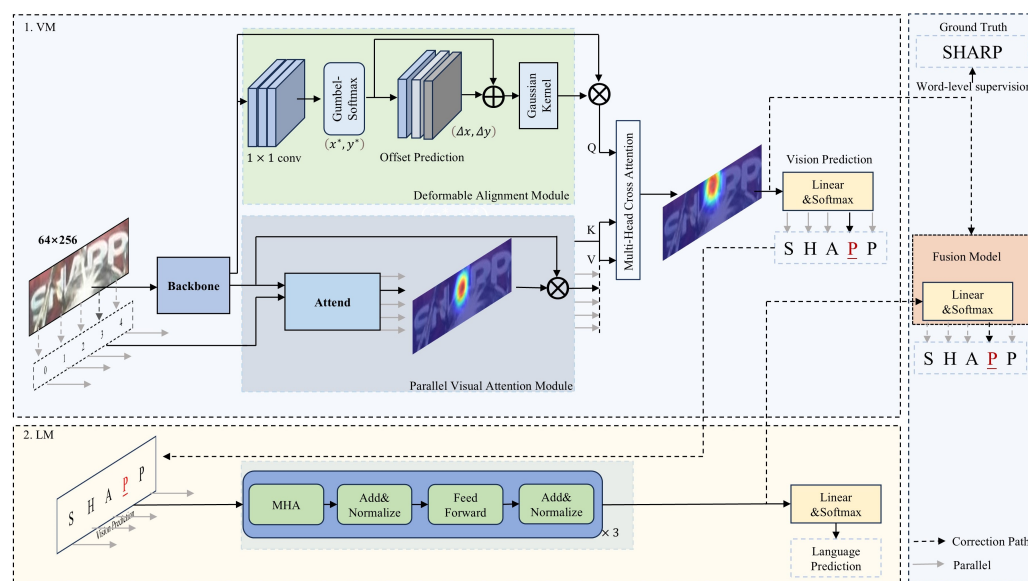 1. VM
1 × 1 conv
Gumbel-
Softmax
(x*, y*)
Offset Prediction
(Δx, Δy)
Gaussian
Kernel
Deformable Alignment Module
64×256
SHARP
0
1
2
3
4
Backbone
Attend
SHARP
Parallel Visual Attention Module
Q
K
V
Multi-Head Cross Attention
SHARP
Vision Prediction
Linear
&Softmax
S H A P P
Ground Truth
SHARP
Word-level supervision
Fusion Model
Linear
&Softmax
S H A P P
2. LM
S H A P P
Vision Prediction
MHA
Add&
Normalize
Feed
Forward
Add&
Normalize
× 3
Linear
&Softmax
Language
Prediction
Correction Path
Parallel